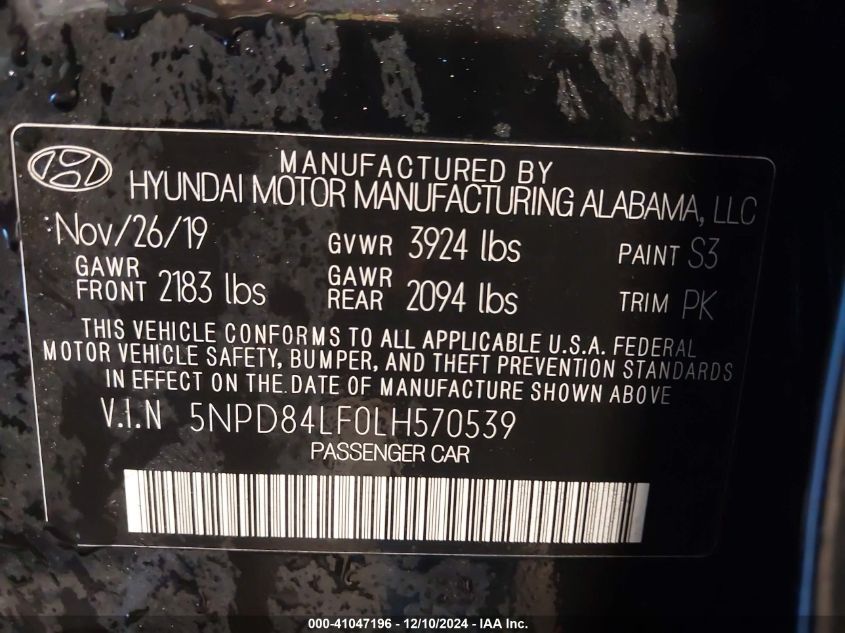 MANUFACTURED BY
HYUNDAI MOTOR MANUFACTURING ALABAMA, LLC
Nov/26/19 GVWR 3924 lbs PAINT S3
GAWR FRONT 2183 lbs GAWR REAR 2094 lbs TRIM PK
THIS VEHICLE CONFORMS TO ALL APPLICABLE U.S.A. FEDERAL
MOTOR VEHICLE SAFETY, BUMPER, AND THEFT PREVENTION STANDARDS
IN EFFECT ON THE DATE OF MANUFACTURE SHOWN ABOVE
V.I.N 5NPD84LF0LH570539
PASSENGER CAR
000-41047196 - 12/10/2024 - IAA Inc.